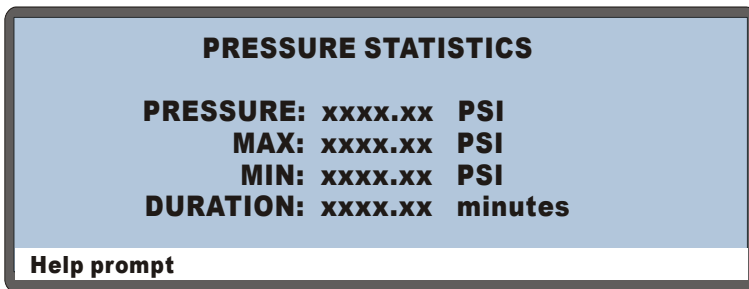 PRESSURE STATISTICS
PRESSURE: xxxx.xx PSI
MAX: xxxx.xx PSI
MIN: xxxx.xx PSI
DURATION: xxxx.xx minutes
Help prompt